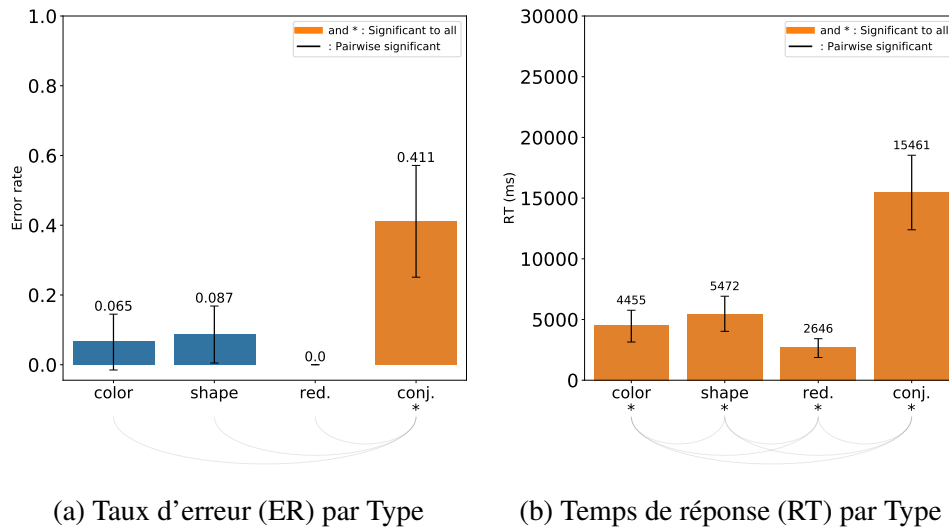 1.0
0.8
0.6
0.4
0.2
0.0
Error rate
and * : Significant to all
: Pairwise significant
0.065
0.087
0.0
0.411
color shape red. conj.
*
(a) Taux d'erreur (ER) par Type
30000
25000
20000
15000
10000
5000
0
RT (ms)
and * : Significant to all
: Pairwise significant
4455
5472
2646
15461
color shape red. conj.
* * * *
(b) Temps de réponse (RT) par Type